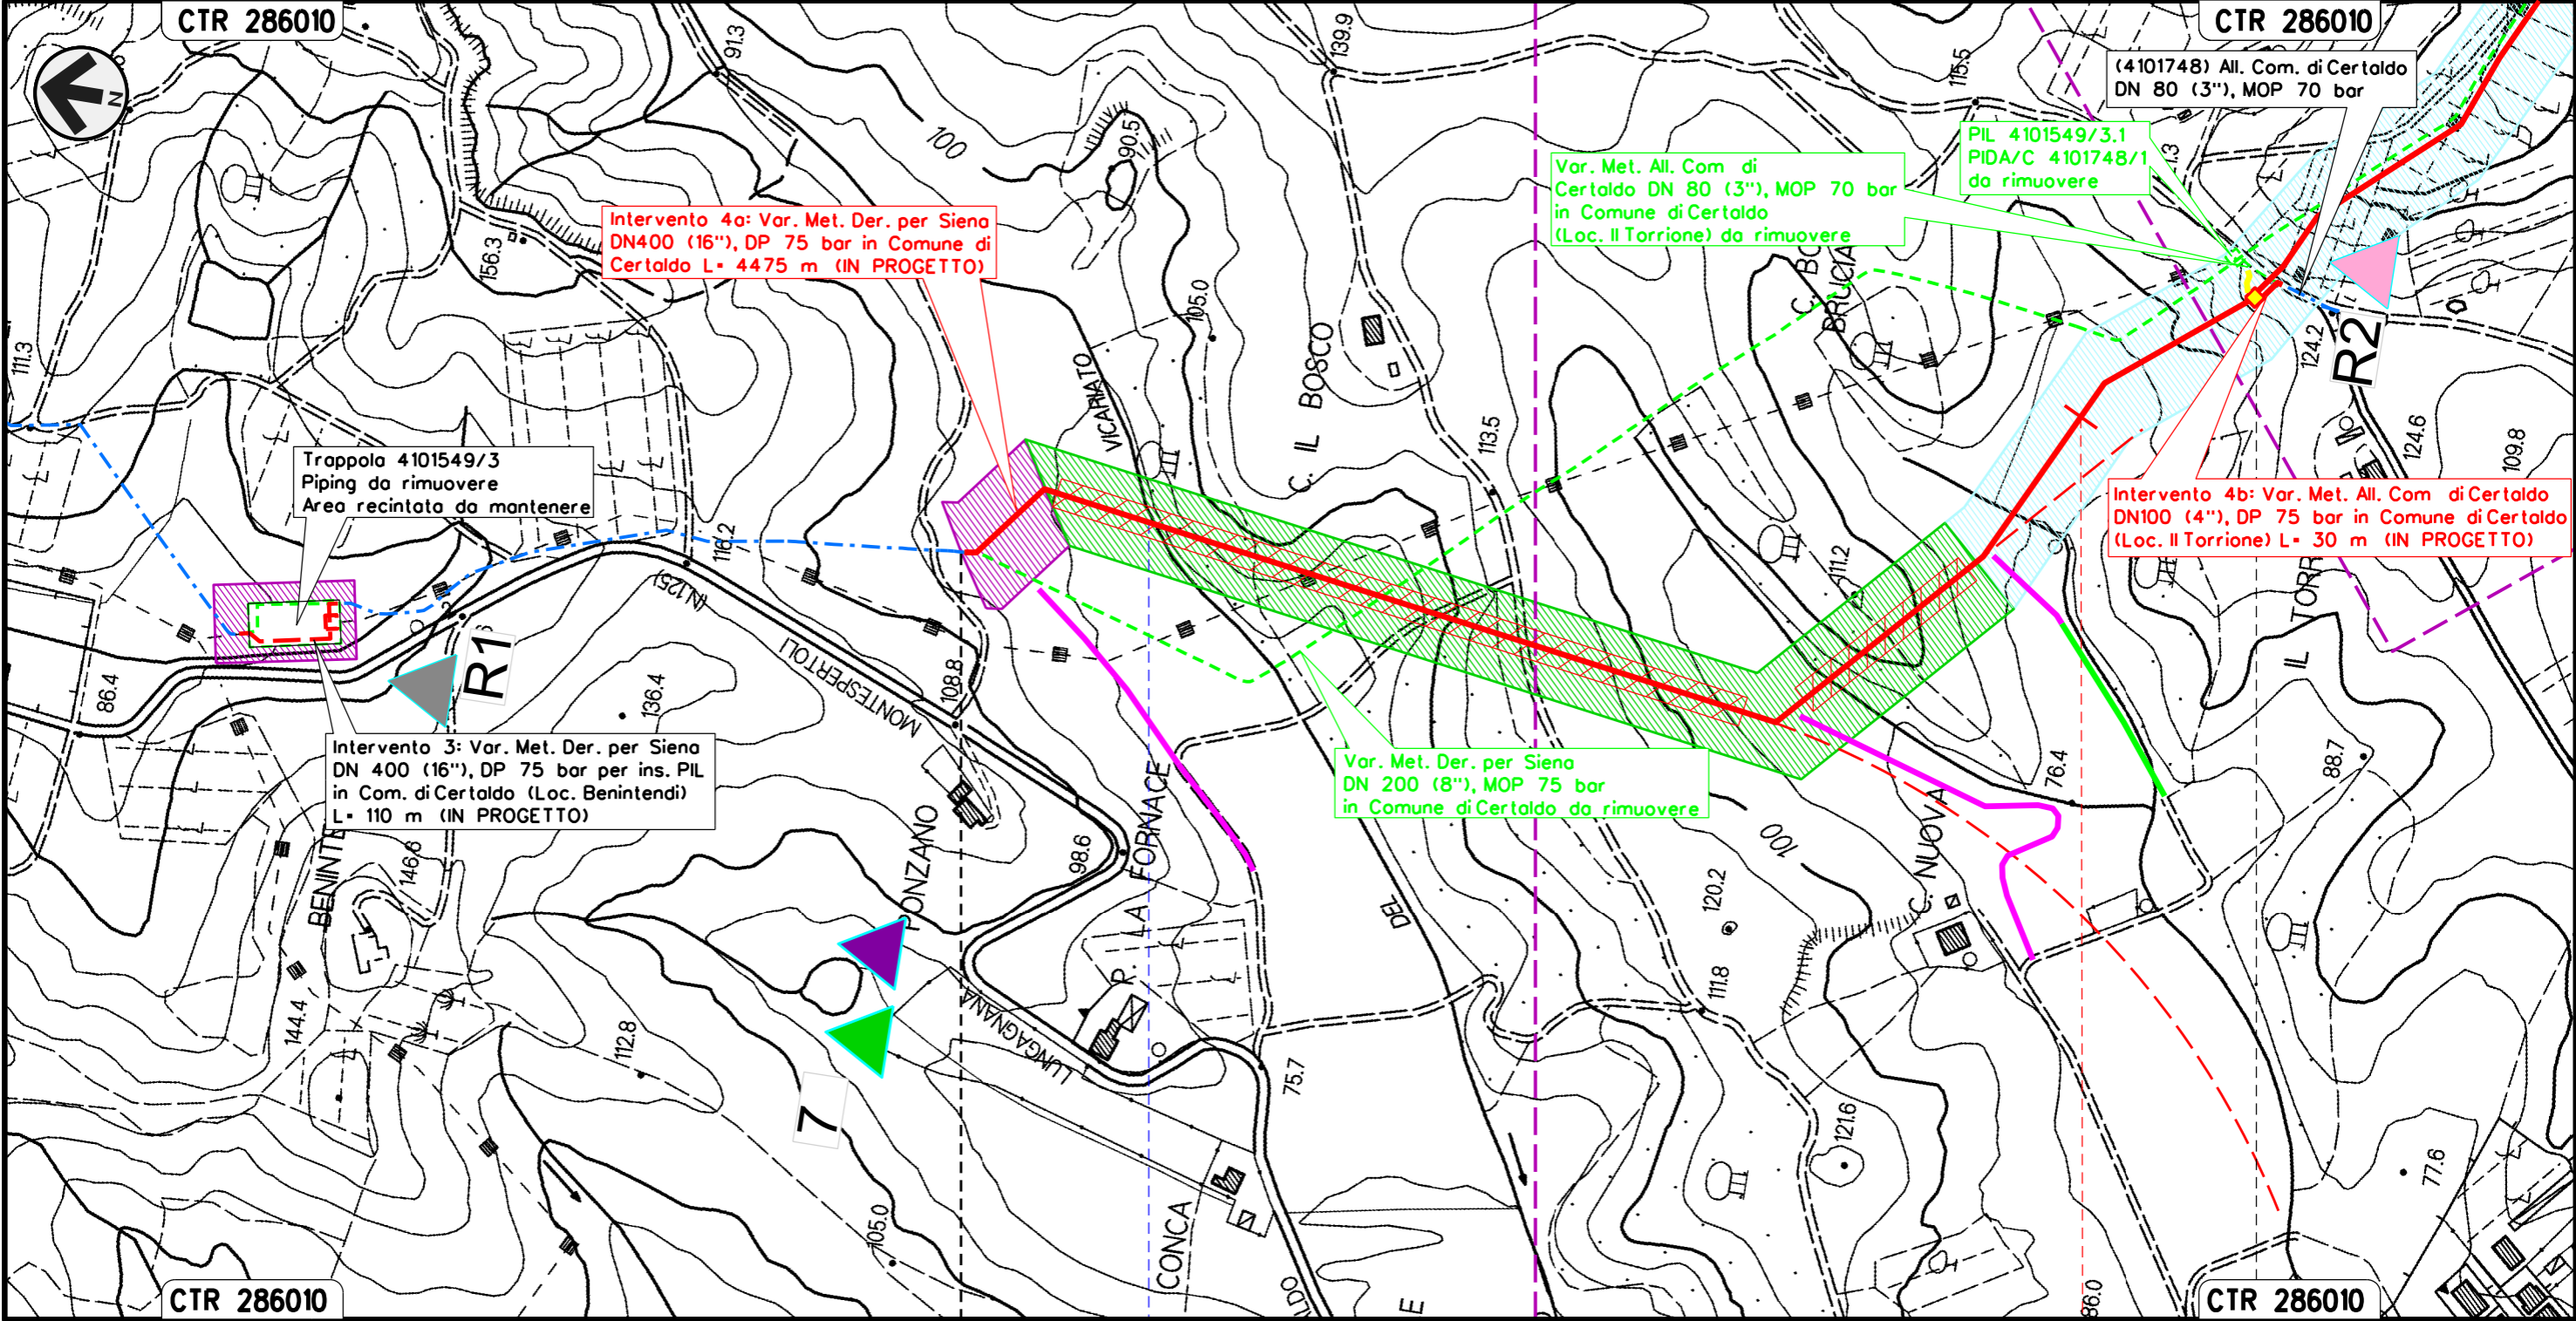 CTR 286010
CTR 286010
N
(4101748) All. Com. di Certaldo
DN 80 (3"), MOP 70 bar
PIL 4101549/3.1
PIDA/C 4101748/1
da rimuovere
Var. Met. All. Com di
Certaldo DN 80 (3"), MOP 70 bar
in Comune di Certaldo
(Loc. Il Torrione) da rimuovere
Intervento 4a: Var. Met. Der. per Siena
DN400 (16"), DP 75 bar in Comune di
Certaldo L= 4475 m (IN PROGETTO)
Trappola 4101549/3
Piping da rimuovere
Area recintata da mantenere
Intervento 4b: Var. Met. All. Com di Certaldo
DN100 (4"), DP 75 bar in Comune di Certaldo
(Loc. Il Torrione) L= 30 m (IN PROGETTO)
Intervento 3: Var. Met. Der. per Siena
DN 400 (16"), DP 75 bar per ins. PIL
in Com. di Certaldo (Loc. Benintendi)
L= 110 m (IN PROGETTO)
Var. Met. Der. per Siena
DN 200 (8"), MOP 75 bar
in Comune di Certaldo da rimuovere
91.3
139.9
115.5
100
90.5
156.3
105.0
111.3
VICARIATO
C. IL BOSCO
113.5
BRUCIA
R2
124.2
124.6
109.8
116.2
111.2
(N.125)
MONTESPERTOLI
R1
86.4
136.4
108.8
IL TORR
76.4
88.7
PONZANO
98.6
P. LA FORNACE
146.6
144.4
DEL
100
C. NUOVA
120.2
111.8
LUNGAGNANA
112.8
75.7
7
121.6
77.6
105.0
CONCA
E
86.0
CTR 286010
CTR 286010